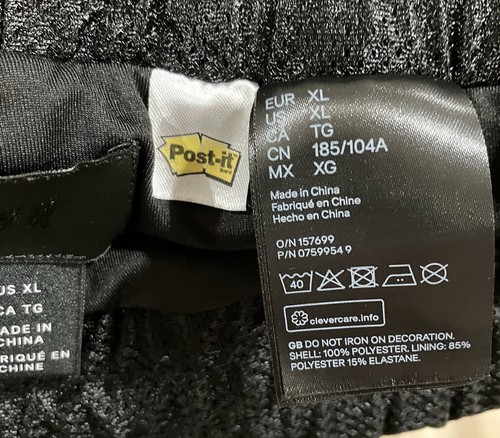 Post-it
EUR XL
US XL
CA TG
CN 185/104A
MX XG
Made in China
Fabriqué en Chine
Hecho en China
O/N 157699
P/N 0759954 9
40
clevercare.info
GB DO NOT IRON ON DECORATION.
SHELL: 100% POLYESTER. LINING: 85%
POLYESTER 15% ELASTANE.
US XL
CA TG
MADE IN
CHINA
RIQUÉ EN
CHINE